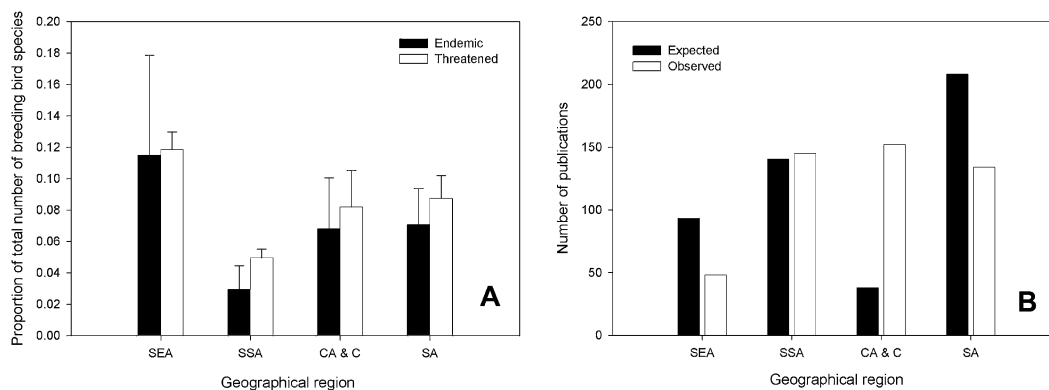 Proportion of total number of breeding bird species
0.20
0.18
0.16
0.14
0.12
0.10
0.08
0.06
0.04
0.02
0.00
Endemic
Threatened
A
SEA SSA CA & C SA
Geographical region
Number of publications
250
200
150
100
50
0
Expected
Observed
B
SEA SSA CA & C SA
Geographical region